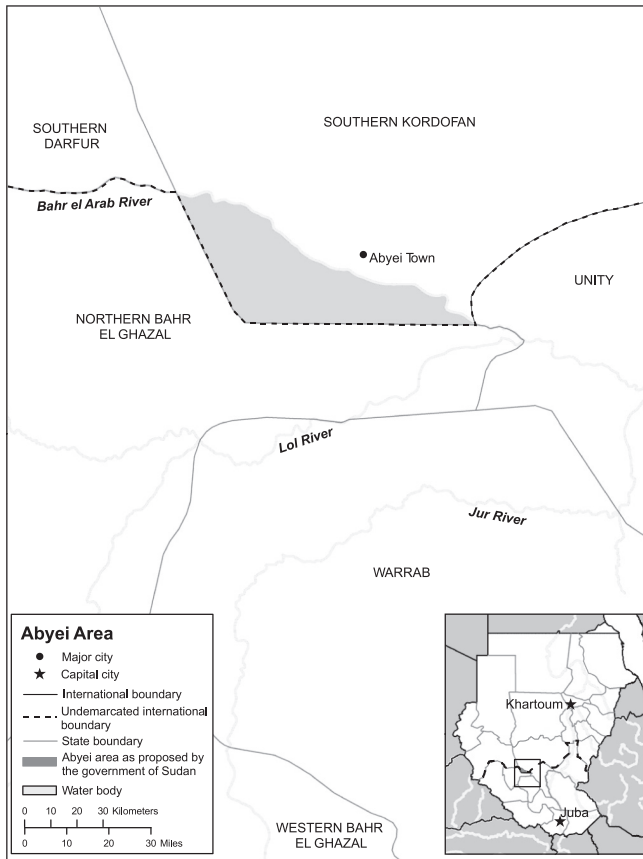 SOUTHERN
DARFUR
SOUTHERN KORDOFAN
Bahr el Arab River
Abyei Town
UNITY
NORTHERN BAHR
EL GHAZAL
Lol River
Jur River
WARRAB
Abyei Area
Major city
Capital city
International boundary
Undemarcated international
boundary
State boundary
Abyei area as proposed by
the government of Sudan
Water body
0 10 20 30 Kilometers
0 10 20 30
Miles
WESTERN BAHR
EL GHAZAL
Khartoum
Juba